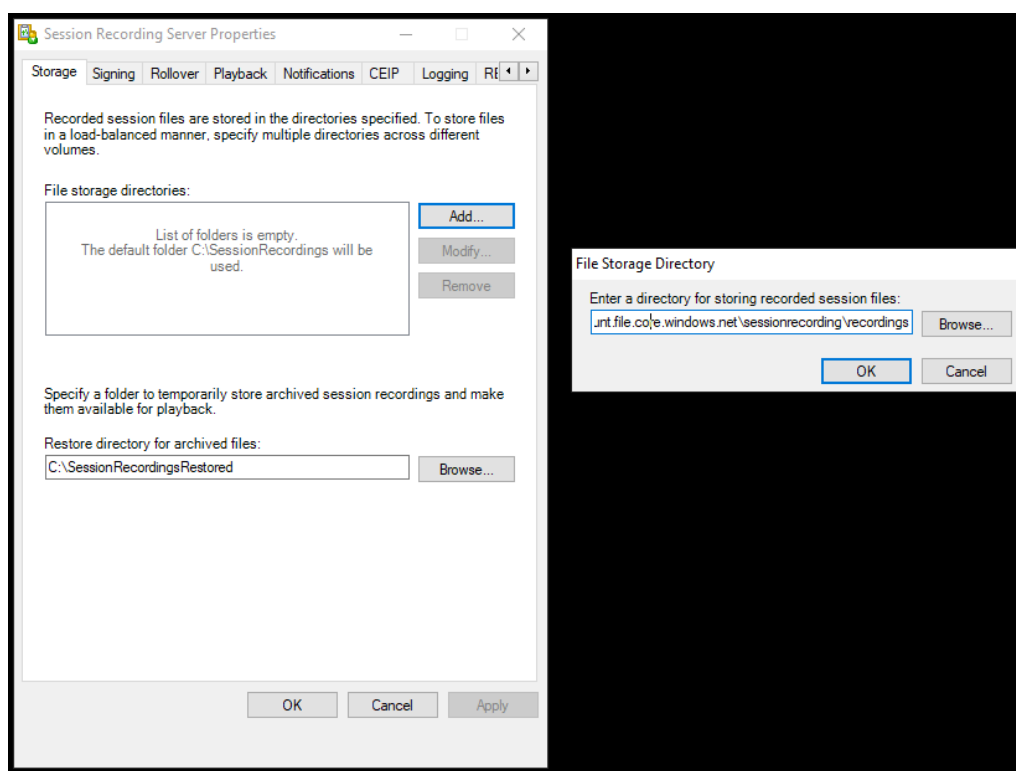 Session Recording Server Properties
Storage Signing Rollover Playback Notifications CEIP Logging
Recorded session files are stored in the directories specified. To store files
in a load-balanced manner, specify multiple directories across different
volumes.
File storage directories:
List of folders is empty.
The default folder C:\SessionRecordings will be
used.
Add...
Modify...
Remove
Specify a folder to temporarily store archived session recordings and make
them available for playback.
Restore directory for archived files:
C:\SessionRecordingsRestored
Browse...
OK Cancel Apply
File Storage Directory
Enter a directory for storing recorded session files:
.file.core.windows.net\sessionrecording\recordings
Browse...
OK Cancel